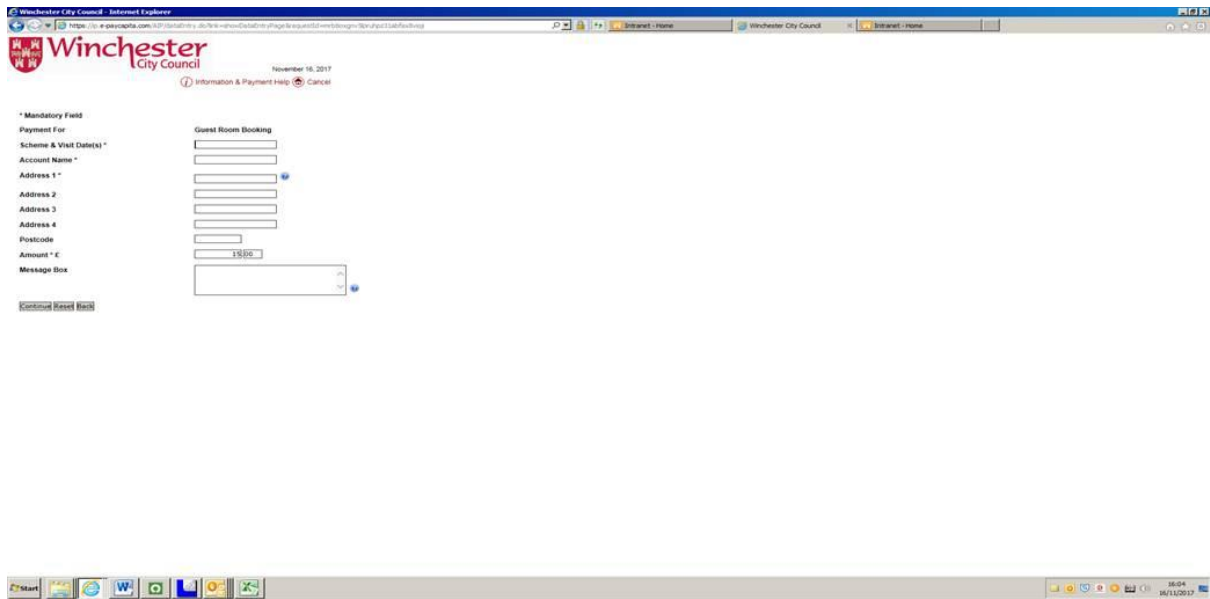 Winchester City Council - Internet Explorer
Intranet - Home
Winchester City Council
Intranet - Home
Winchester
City Council
November 16, 2017
Information & Payment Help Cancel
* Mandatory Field
Payment For Guest Room Booking
Scheme & Visit Date(s) *
Account Name *
Address 1 *
Address 2
Address 3
Address 4
Postcode
Amount * £ 15.00
Message Box
Continue Reset Back
Start
16:04
16/11/2017